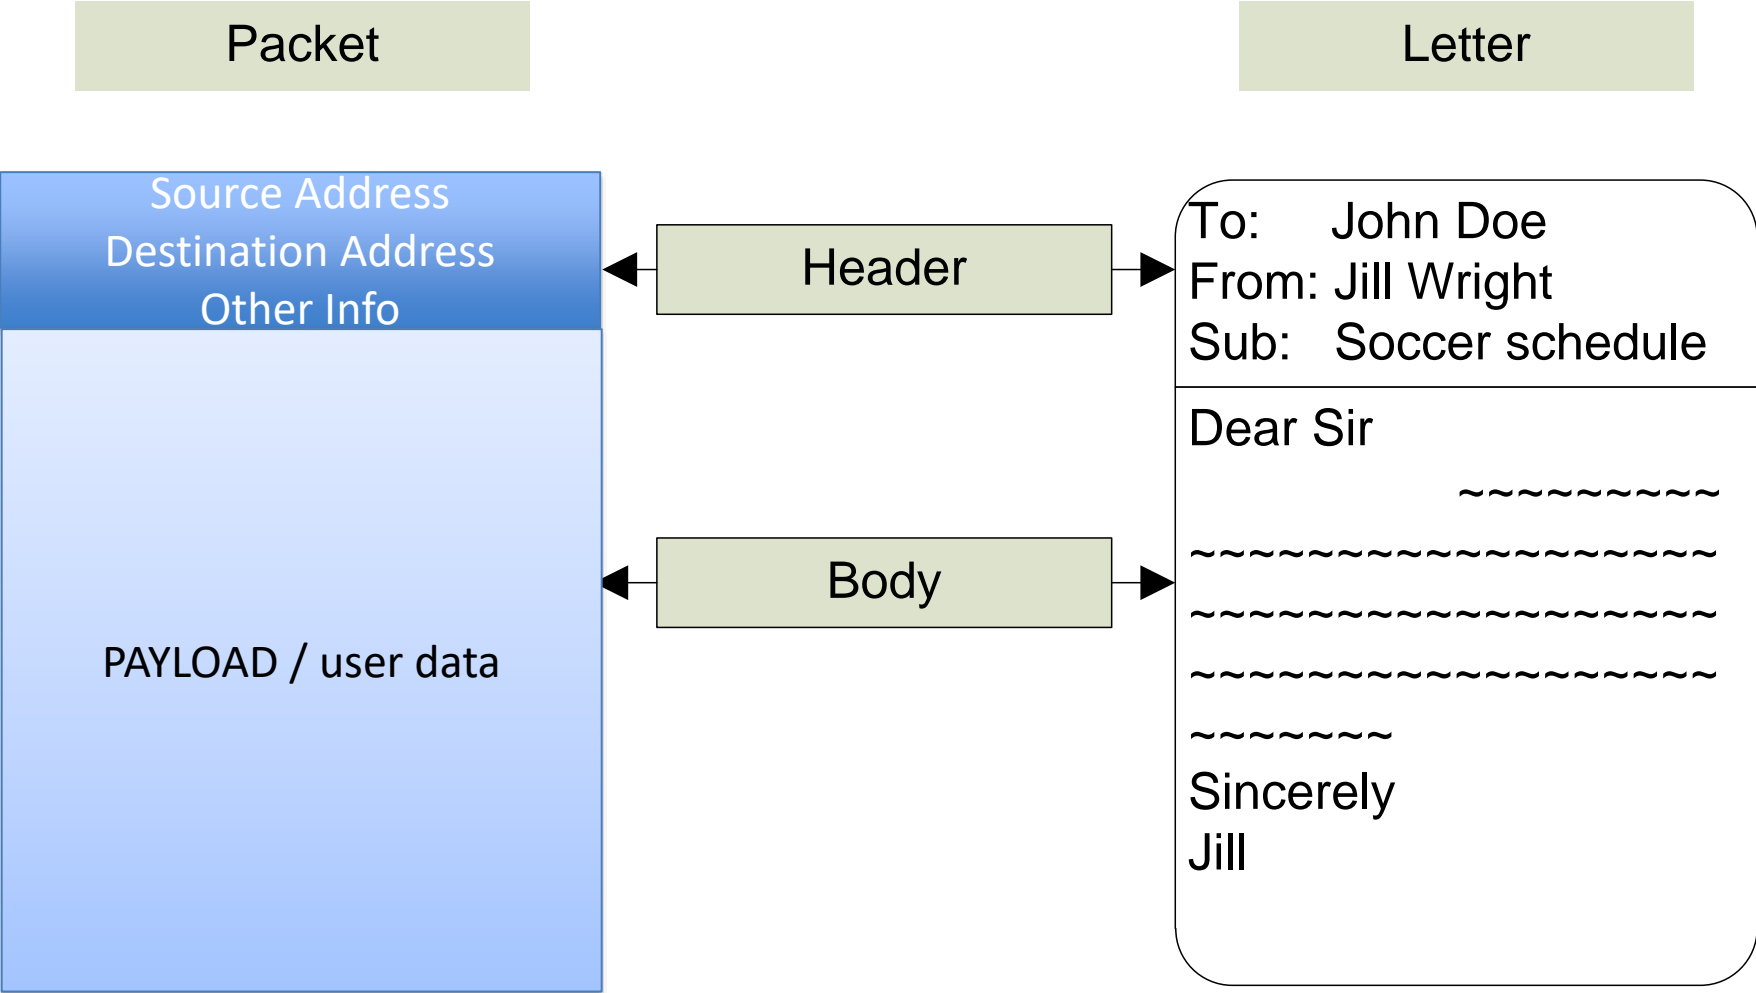 Packet
Letter
Source Address
Destination Address
Other Info
Header
To: John Doe
From: Jill Wright
Sub: Soccer schedule
PAYLOAD / user data
Body
Dear Sir
~~~~~~~~~
~~~~~~~~~~~~~~~~~~
~~~~~~~~~~~~~~~~~~
~~~~~~~~~~~~~~~~~~
~~~~~~~
Sincerely
Jill